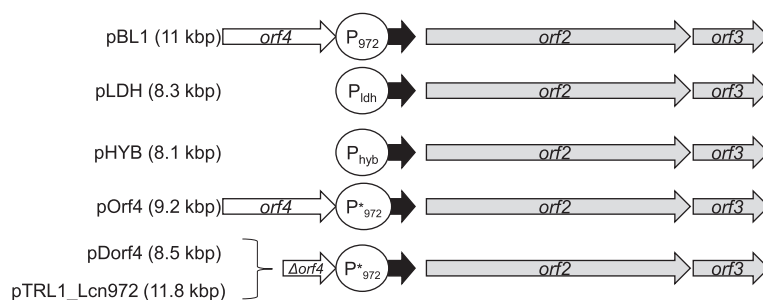 pBL1 (11 kbp) orf4 P972 orf2 orf3
pLDH (8.3 kbp) Pldh orf2 orf3
pHYB (8.1 kbp) Phyb orf2 orf3
pOrf4 (9.2 kbp) orf4 P*972 orf2 orf3
pDorf4 (8.5 kbp)
Δorf4 P*972 orf2 orf3
pTRL1_Lcn972 (11.8 kbp)